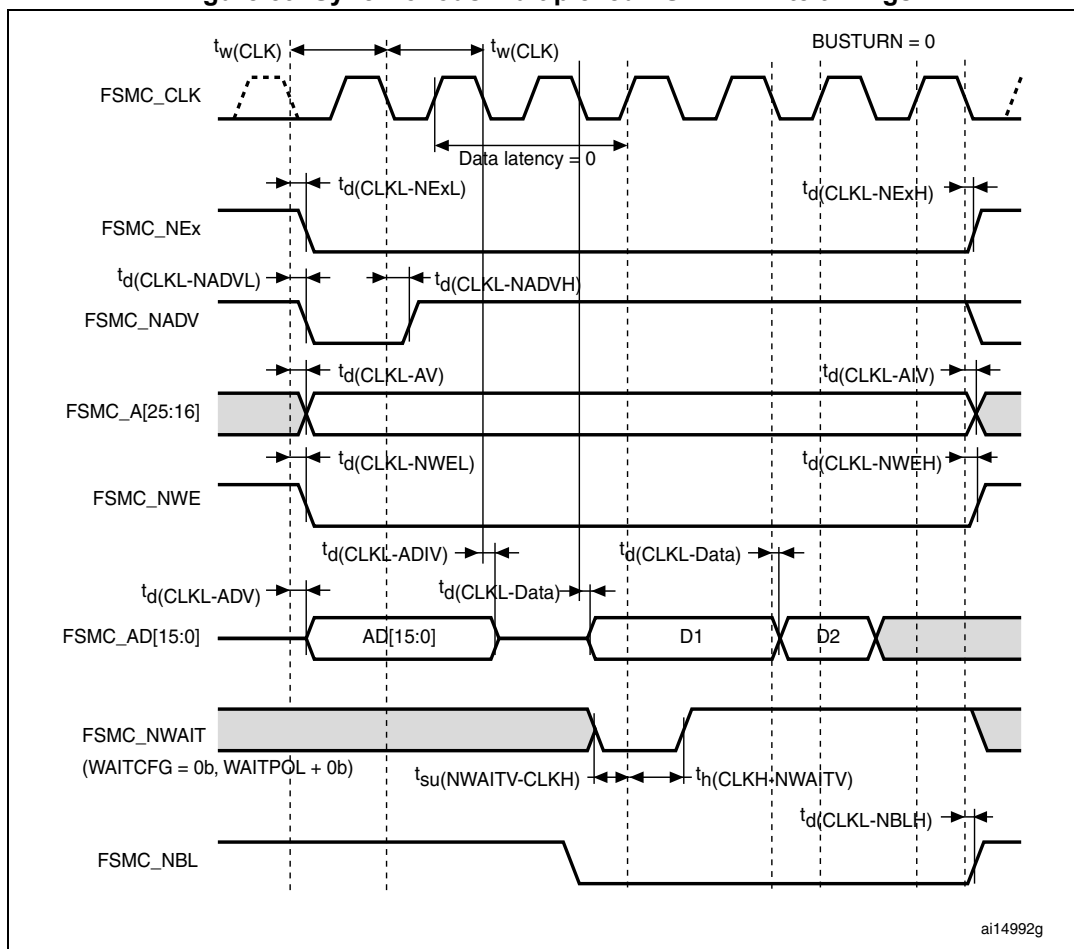 BUSTURN = 0
tw(CLK)
tw(CLK)
FSMC_CLK
Data latency = 0
td(CLKL-NExL)
td(CLKL-NExH)
FSMC_NEx
td(CLKL-NADVL)
td(CLKL-NADVH)
FSMC_NADV
td(CLKL-AV)
td(CLKL-AIV)
FSMC_A[25:16]
td(CLKL-NWEL)
td(CLKL-NWEH)
FSMC_NWE
td(CLKL-ADIV)
td(CLKL-Data)
td(CLKL-ADV)
td(CLKL-Data)
FSMC_AD[15:0]
AD[15:0]
D1
D2
FSMC_NWAIT
(WAITCFG = 0b, WAITPOL + 0b)
tsu(NWAITV-CLKH)
th(CLKH-NWAITV)
td(CLKL-NBLH)
FSMC_NBL
ai14992g